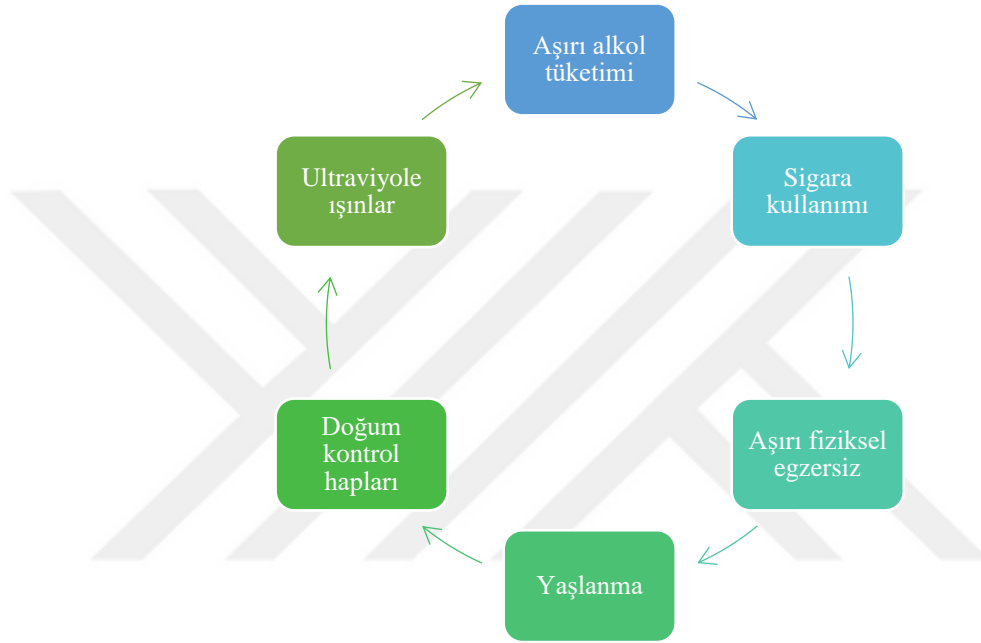 Aşırı alkol
tüketimi
Sigara
kullanımı
Aşırı fiziksel
egzersiz
Yaşlanma
Doğum
kontrol
hapları
Ultraviyole
ışınlar